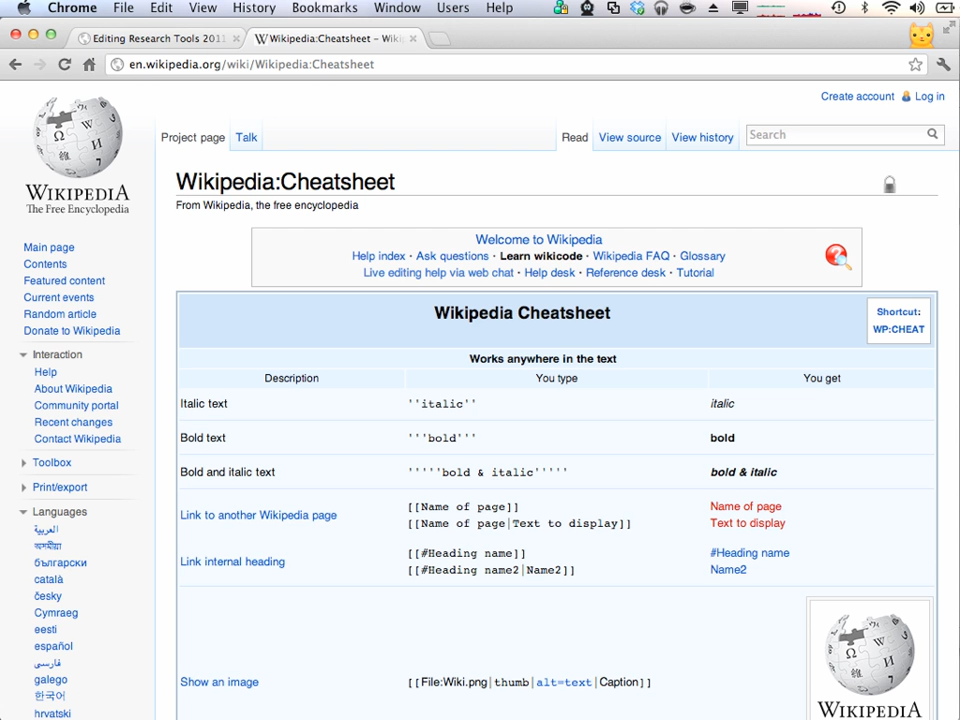 Chrome File Edit View History Bookmarks Window Users Help
Editing Research Tools 2011
Wikipedia:Cheatsheet – Wiki
en.wikipedia.org/wiki/Wikipedia:Cheatsheet
Create account Log in
Project page Talk Read View source View history Search
WIKIPEDIA
The Free Encyclopedia
Wikipedia:Cheatsheet
From Wikipedia, the free encyclopedia
Welcome to Wikipedia
Help index · Ask questions · Learn wikicode · Wikipedia FAQ · Glossary
Live editing help via web chat · Help desk · Reference desk · Tutorial
Main page
Contents
Featured content
Current events
Random article
Donate to Wikipedia
Interaction
Help
About Wikipedia
Community portal
Recent changes
Contact Wikipedia
Toolbox
Print/export
Languages
العربية
অসমীয়া
български
català
česky
Cymraeg
eesti
español
فارسی
galego
한국어
hrvatski
Wikipedia Cheatsheet
Shortcut:
WP:CHEAT
Works anywhere in the text
Description You type You get
Italic text ''italic'' italic
Bold text '''bold''' bold
Bold and italic text '''''bold & italic''''' bold & italic
Link to another Wikipedia page
[[Name of page]] Name of page
[[Name of page|Text to display]] Text to display
Link internal heading
[[#Heading name]] #Heading name
[[#Heading name2|Name2]] Name2
Show an image [[File:Wiki.png|thumb|alt=text|Caption]]
WIKIPEDIA